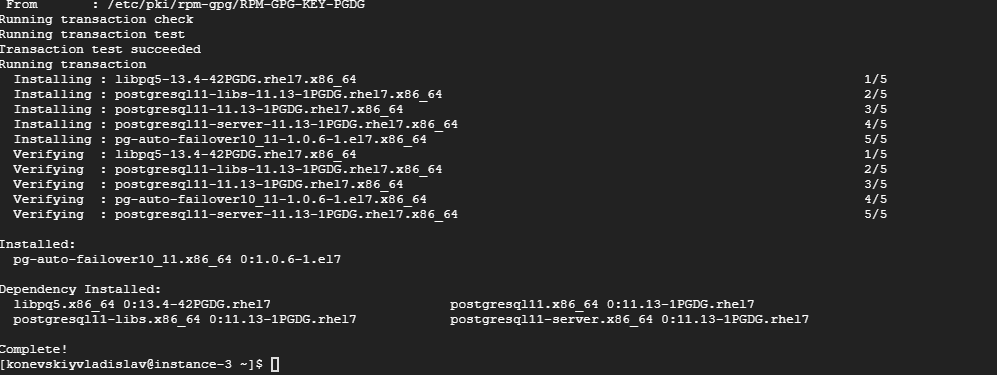 From       : /etc/pki/rpm-gpg/RPM-GPG-KEY-PGDG
Running transaction check
Running transaction test
Transaction test succeeded
Running transaction
  Installing : libpq5-13.4-42PGDG.rhel7.x86_64 1/5
  Installing : postgresql11-libs-11.13-1PGDG.rhel7.x86_64 2/5
  Installing : postgresql11-11.13-1PGDG.rhel7.x86_64 3/5
  Installing : postgresql11-server-11.13-1PGDG.rhel7.x86_64 4/5
  Installing : pg-auto-failover10_11-1.0.6-1.el7.x86_64 5/5
  Verifying  : libpq5-13.4-42PGDG.rhel7.x86_64 1/5
  Verifying  : postgresql11-libs-11.13-1PGDG.rhel7.x86_64 2/5
  Verifying  : postgresql11-11.13-1PGDG.rhel7.x86_64 3/5
  Verifying  : pg-auto-failover10_11-1.0.6-1.el7.x86_64 4/5
  Verifying  : postgresql11-server-11.13-1PGDG.rhel7.x86_64 5/5

Installed:
  pg-auto-failover10_11.x86_64 0:1.0.6-1.el7

Dependency Installed:
  libpq5.x86_64 0:13.4-42PGDG.rhel7 postgresql11.x86_64 0:11.13-1PGDG.rhel7
  postgresql11-libs.x86_64 0:11.13-1PGDG.rhel7 postgresql11-server.x86_64 0:11.13-1PGDG.rhel7

Complete!
[konevskiyvladislav@instance-3 ~]$